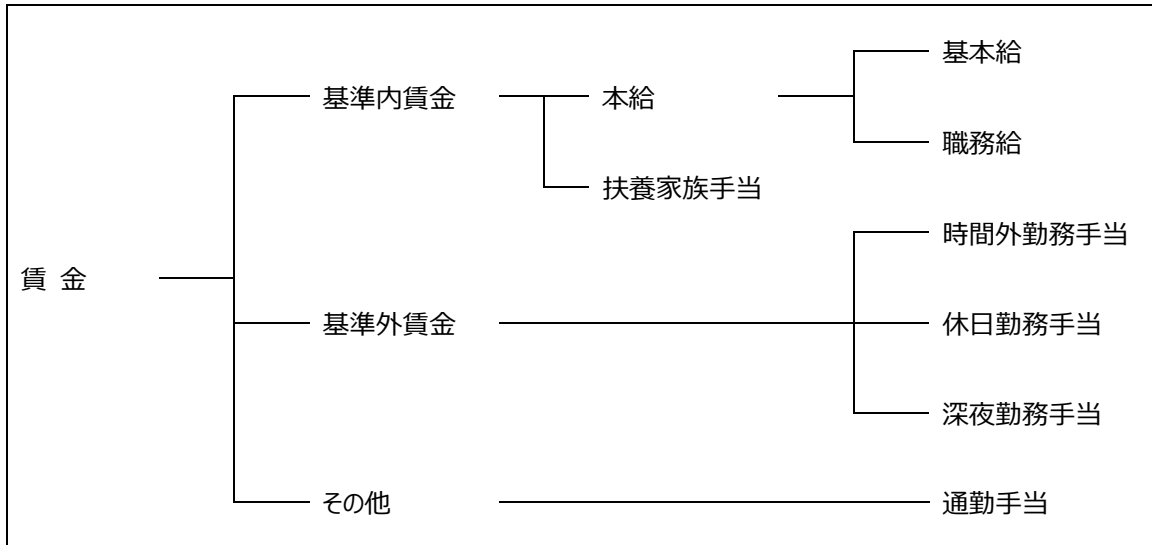 基本給
基準内賃金 本給
職務給
扶養家族手当
時間外勤務手当
賃 金
基準外賃金 休日勤務手当
深夜勤務手当
その他 通勤手当